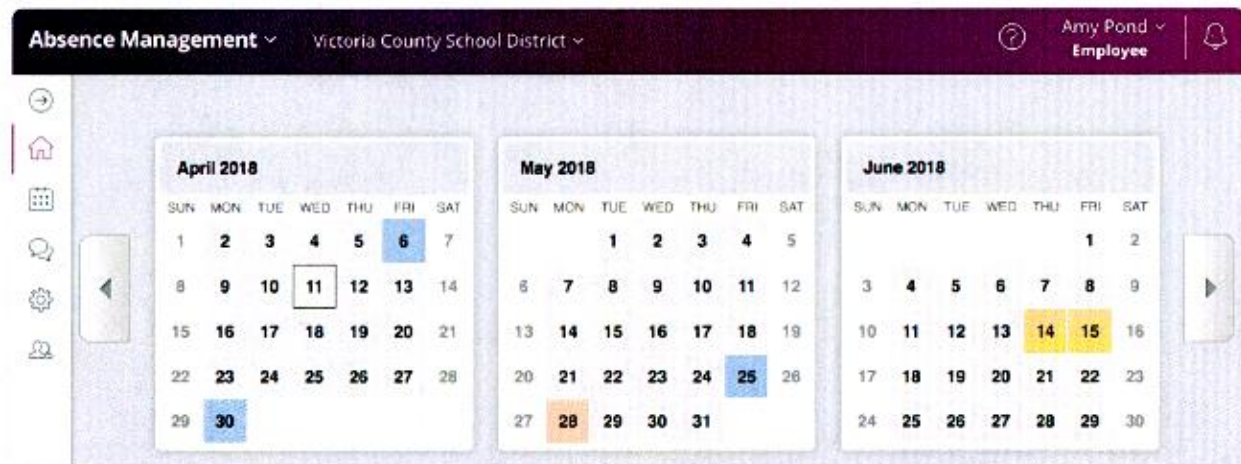 Absence Management Victoria County School District Amy Pond
Employee
April 2018
SUN MON TUE WED THU FRI SAT
1 2 3 4 5 6 7
8 9 10 11 12 13 14
15 16 17 18 19 20 21
22 23 24 25 26 27 28
29 30
May 2018
SUN MON TUE WED THU FRI SAT
1 2 3 4 5
6 7 8 9 10 11 12
13 14 15 16 17 18 19
20 21 22 23 24 25 26
27 28 29 30 31
June 2018
SUN MON TUE WED THU FRI SAT
1 2
3 4 5 6 7 8 9
10 11 12 13 14 15 16
17 18 19 20 21 22 23
24 25 26 27 28 29 30